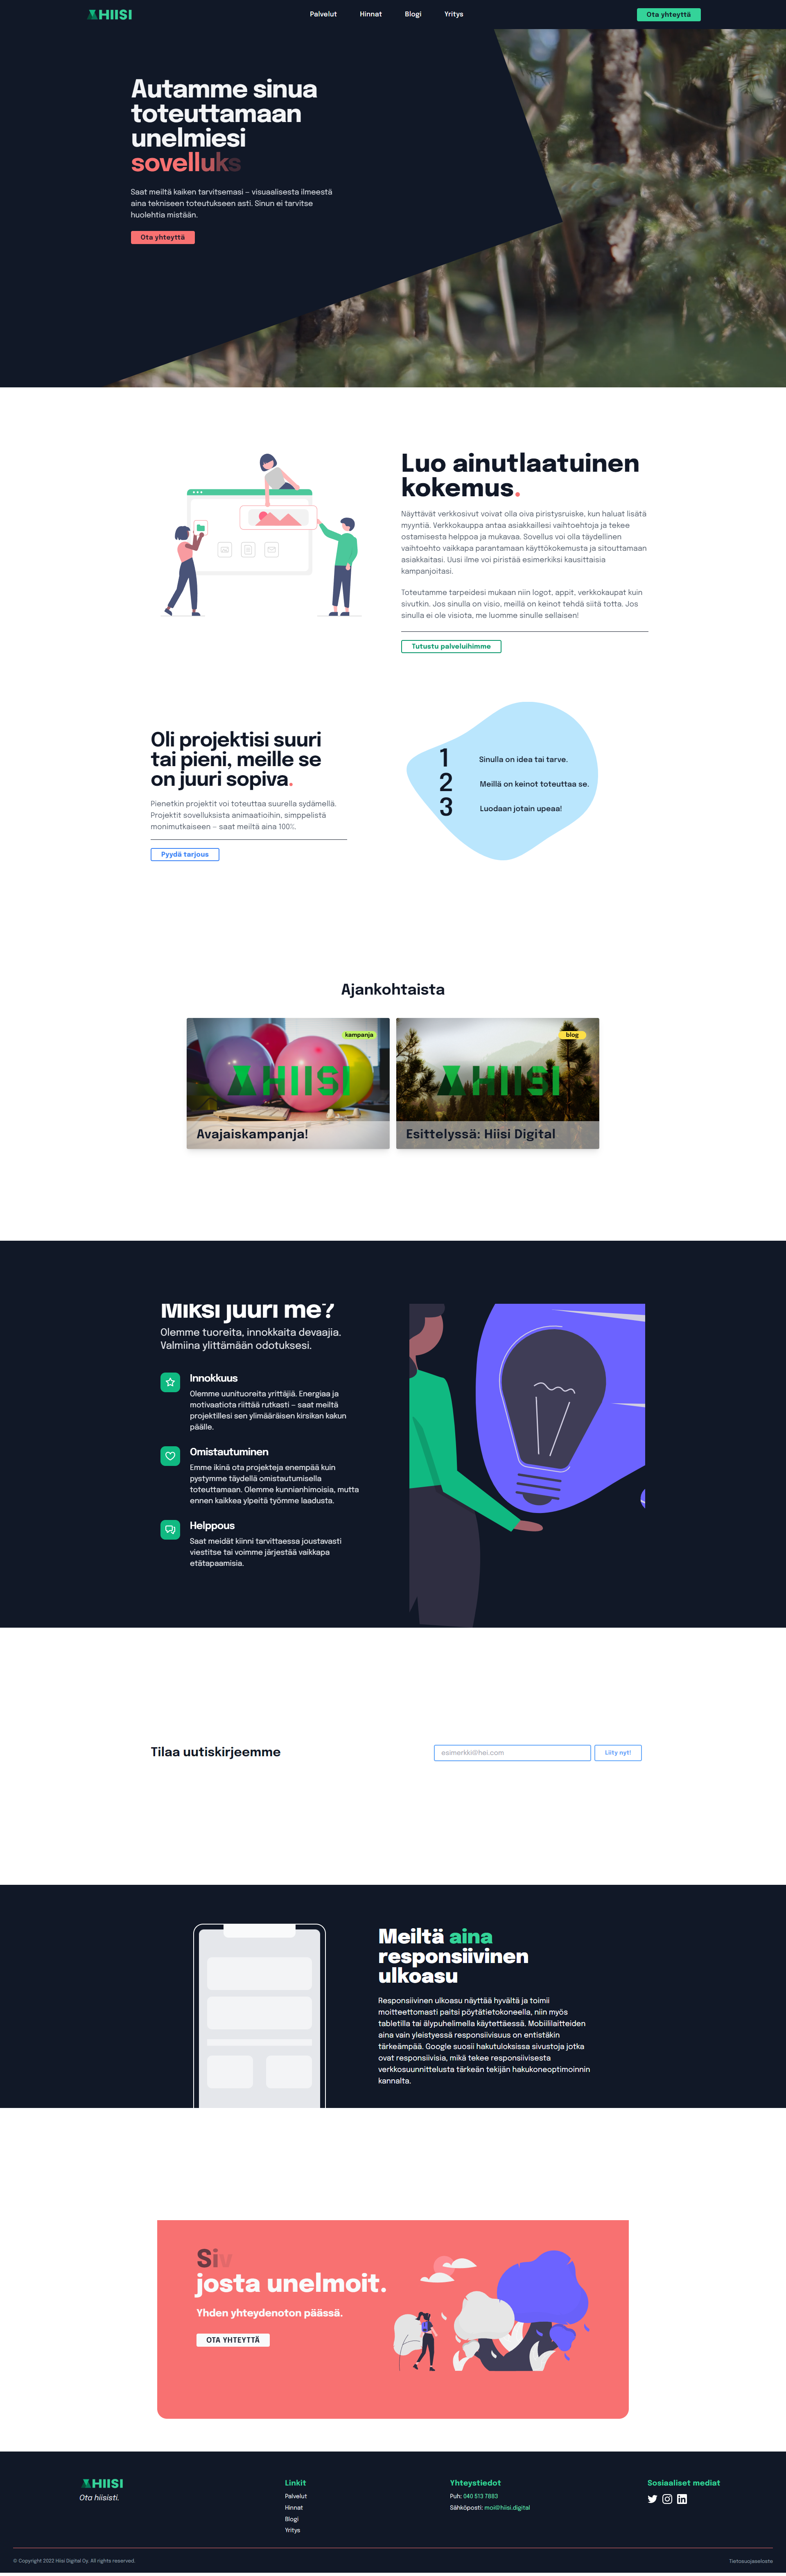 HIISI
Palvelut
Hinnat
Blogi
Yritys
Ota yhteyttä
Autamme sinua
toteuttamaan
unelmiesi
sovelluks
Saat meiltä kaiken tarvitsemasi – visuaalisesta ilmeestä
aina tekniseen toteutukseen asti. Sinun ei tarvitse
huolehtia mistään.
Ota yhteyttä
Luo ainutlaatuinen
kokemus.
Näyttävät verkkosivut voivat olla oiva piristysruiske, kun haluat lisätä
myyntiä. Verkkokauppa antaa asiakkaillesi vaihtoehtoja ja tekee
ostamisesta helppoa ja mukavaa. Sovellus voi olla täydellinen
vaihtoehto vaikkapa parantamaan käyttökokemusta ja sitouttamaan
asiakkaitasi. Uusi ilme voi piristää esimerkiksi kausittaisia
kampanjoitasi.
Toteutamme tarpeidesi mukaan niin logot, appit, verkkokaupat kuin
sivutkin. Jos sinulla on visio, meillä on keinot tehdä siitä totta. Jos
sinulla ei ole visiota, me luomme sinulle sellaisen!
Tutustu palveluihimme
Oli projektisi suuri
tai pieni, meille se
on juuri sopiva.
Pienetkin projektit voi toteuttaa suurella sydämellä.
Projektit sovelluksista animaatioihin, simppelistä
monimutkaiseen – saat meiltä aina 100%.
Pyydä tarjous
1 Sinulla on idea tai tarve.
2 Meillä on keinot toteuttaa se.
3 Luodaan jotain upeaa!
Ajankohtaista
kampanja
HIISI
Avajaiskampanja!
blog
HIISI
Esittelyssä: Hiisi Digital
Miksi juuri me?
Olemme tuoreita, innokkaita devaajia.
Valmiina ylittämään odotuksesi.
Innokkuus
Olemme uunituoreita yrittäjiä. Energiaa ja
motivaatiota riittää rutkasti – saat meiltä
projektillesi sen ylimääräisen kirsikan kakun
päälle.
Omistautuminen
Emme ikinä ota projekteja enempää kuin
pystymme täydellä omistautumisella
toteuttamaan. Olemme kunnianhimoisia, mutta
ennen kaikkea ylpeitä työmme laadusta.
Helppous
Saat meidät kiinni tarvittaessa joustavasti
viestitse tai voimme järjestää vaikkapa
etätapaamisia.
Tilaa uutiskirjeemme
esimerkki@hei.com
Liity nyt!
Meiltä aina
responsiivinen
ulkoasu
Responsiivinen ulkoasu näyttää hyvältä ja toimii
moitteettomasti paitsi pöytätietokoneella, niin myös
tabletilla tai älypuhelimella käytettäessä. Mobiililaitteiden
aina vain yleistyessä responsiivisuus on entistäkin
tärkeämpää. Google suosii hakutuloksissa sivustoja jotka
ovat responsiivisia, mikä tekee responsiivisesta
verkkosuunnittelusta tärkeän tekijän hakukoneoptimoinnin
kannalta.
Siv
josta unelmoit.
Yhden yhteydenoton päässä.
OTA YHTEYTTÄ
HIISI
Ota hiisisti.
Linkit
Palvelut
Hinnat
Blogi
Yritys
Yhteystiedot
Puh: 040 513 7883
Sähköposti: moi@hiisi.digital
Sosiaaliset mediat
© Copyright 2022 Hiisi Digital Oy. All rights reserved.
Tietosuojaseloste